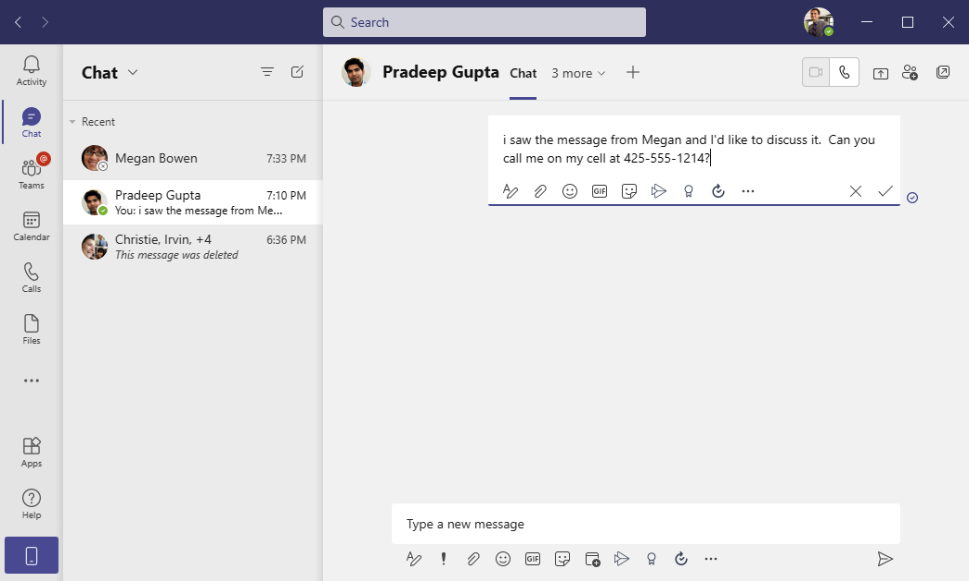 Search
Activity
Chat
Teams
Calendar
Calls
Files
Apps
Help
Chat
Recent
Megan Bowen 7:33 PM
Pradeep Gupta 7:10 PM
You: i saw the message from Me...
Christie, Irvin, +4 6:36 PM
This message was deleted
Pradeep Gupta Chat 3 more
i saw the message from Megan and I'd like to discuss it. Can you
call me on my cell at 425-555-1214?
GIF
Type a new message
GIF